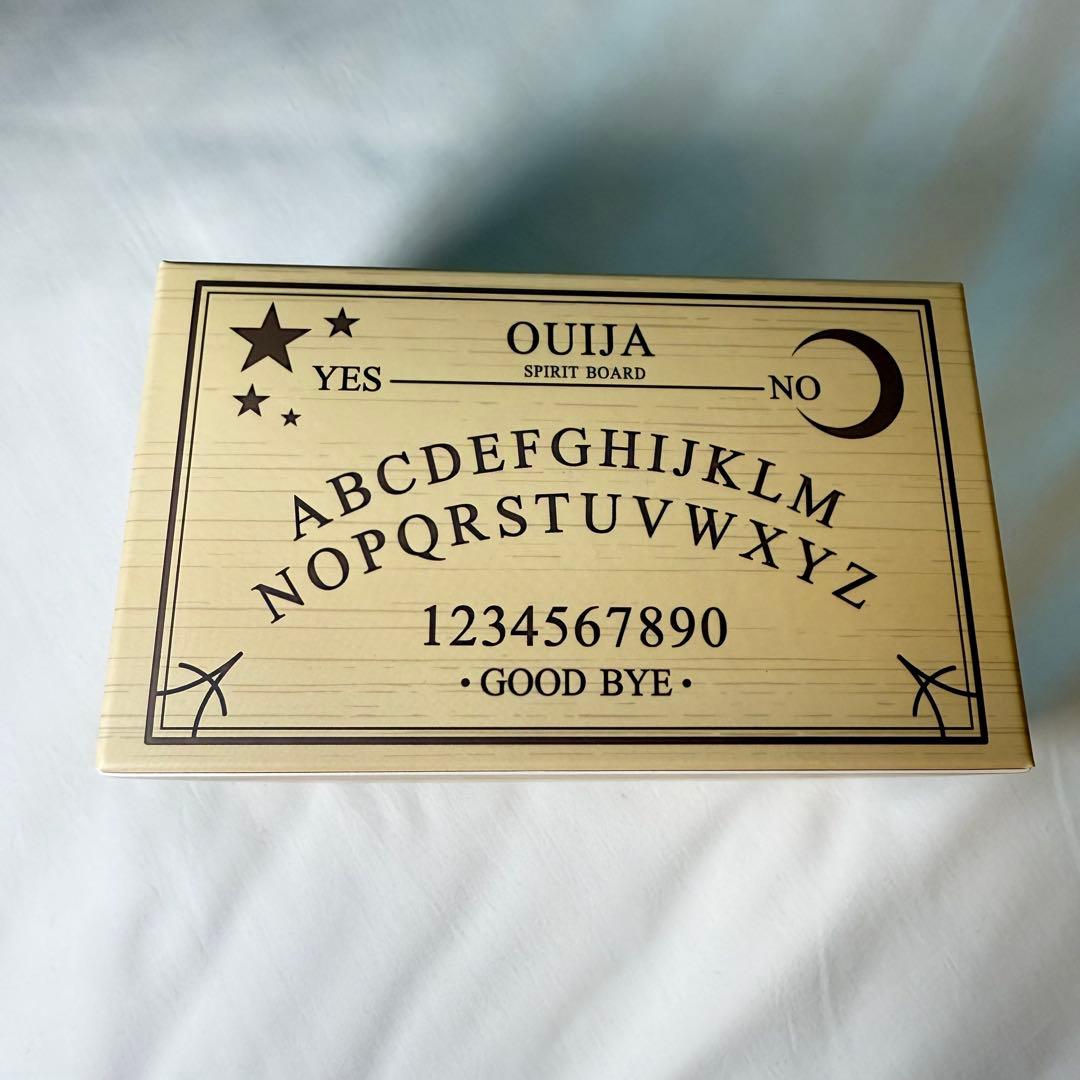 OUIJA
SPIRIT BOARD
YES NO
ABCDEFGHIJKLM
NOPQRSTUVWXYZ
1234567890
• GOOD BYE •